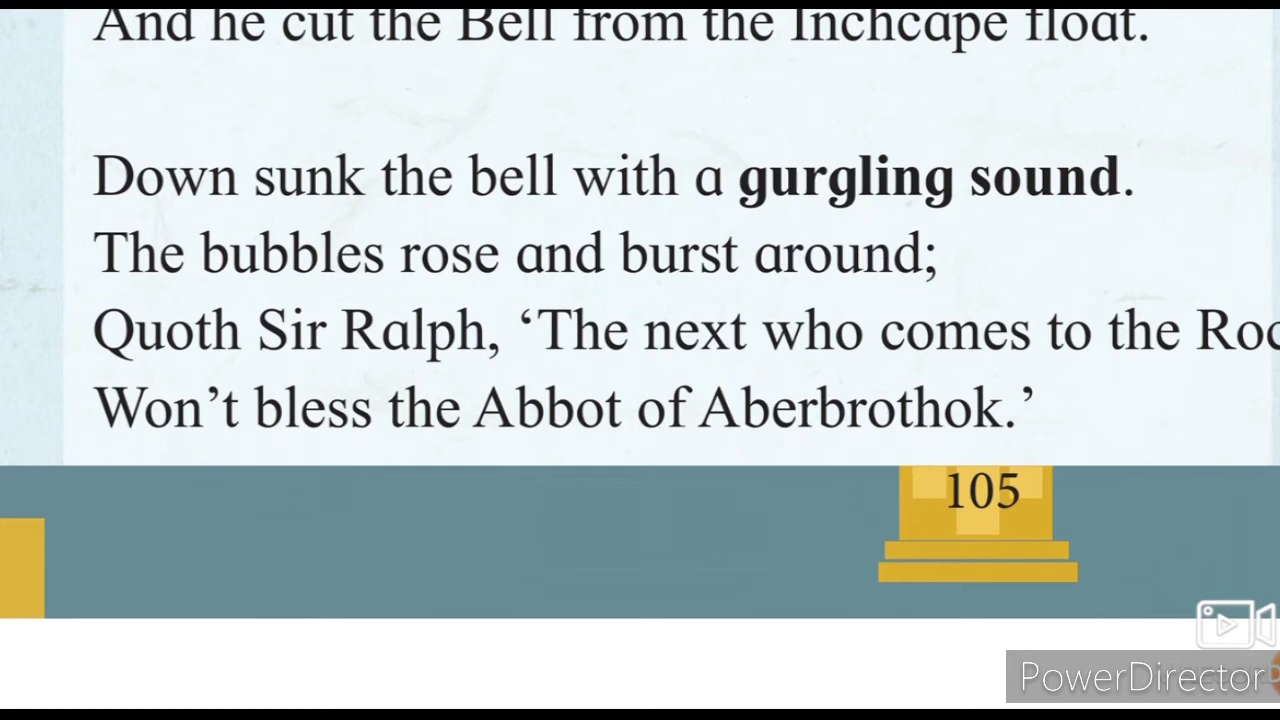 And he cut the Bell from the Inchcape float.
Down sunk the bell with a gurgling sound.
The bubbles rose and burst around;
Quoth Sir Ralph, ‘The next who comes to the
Won’t bless the Abbot of Aberbrothok.’
105
PowerDirector